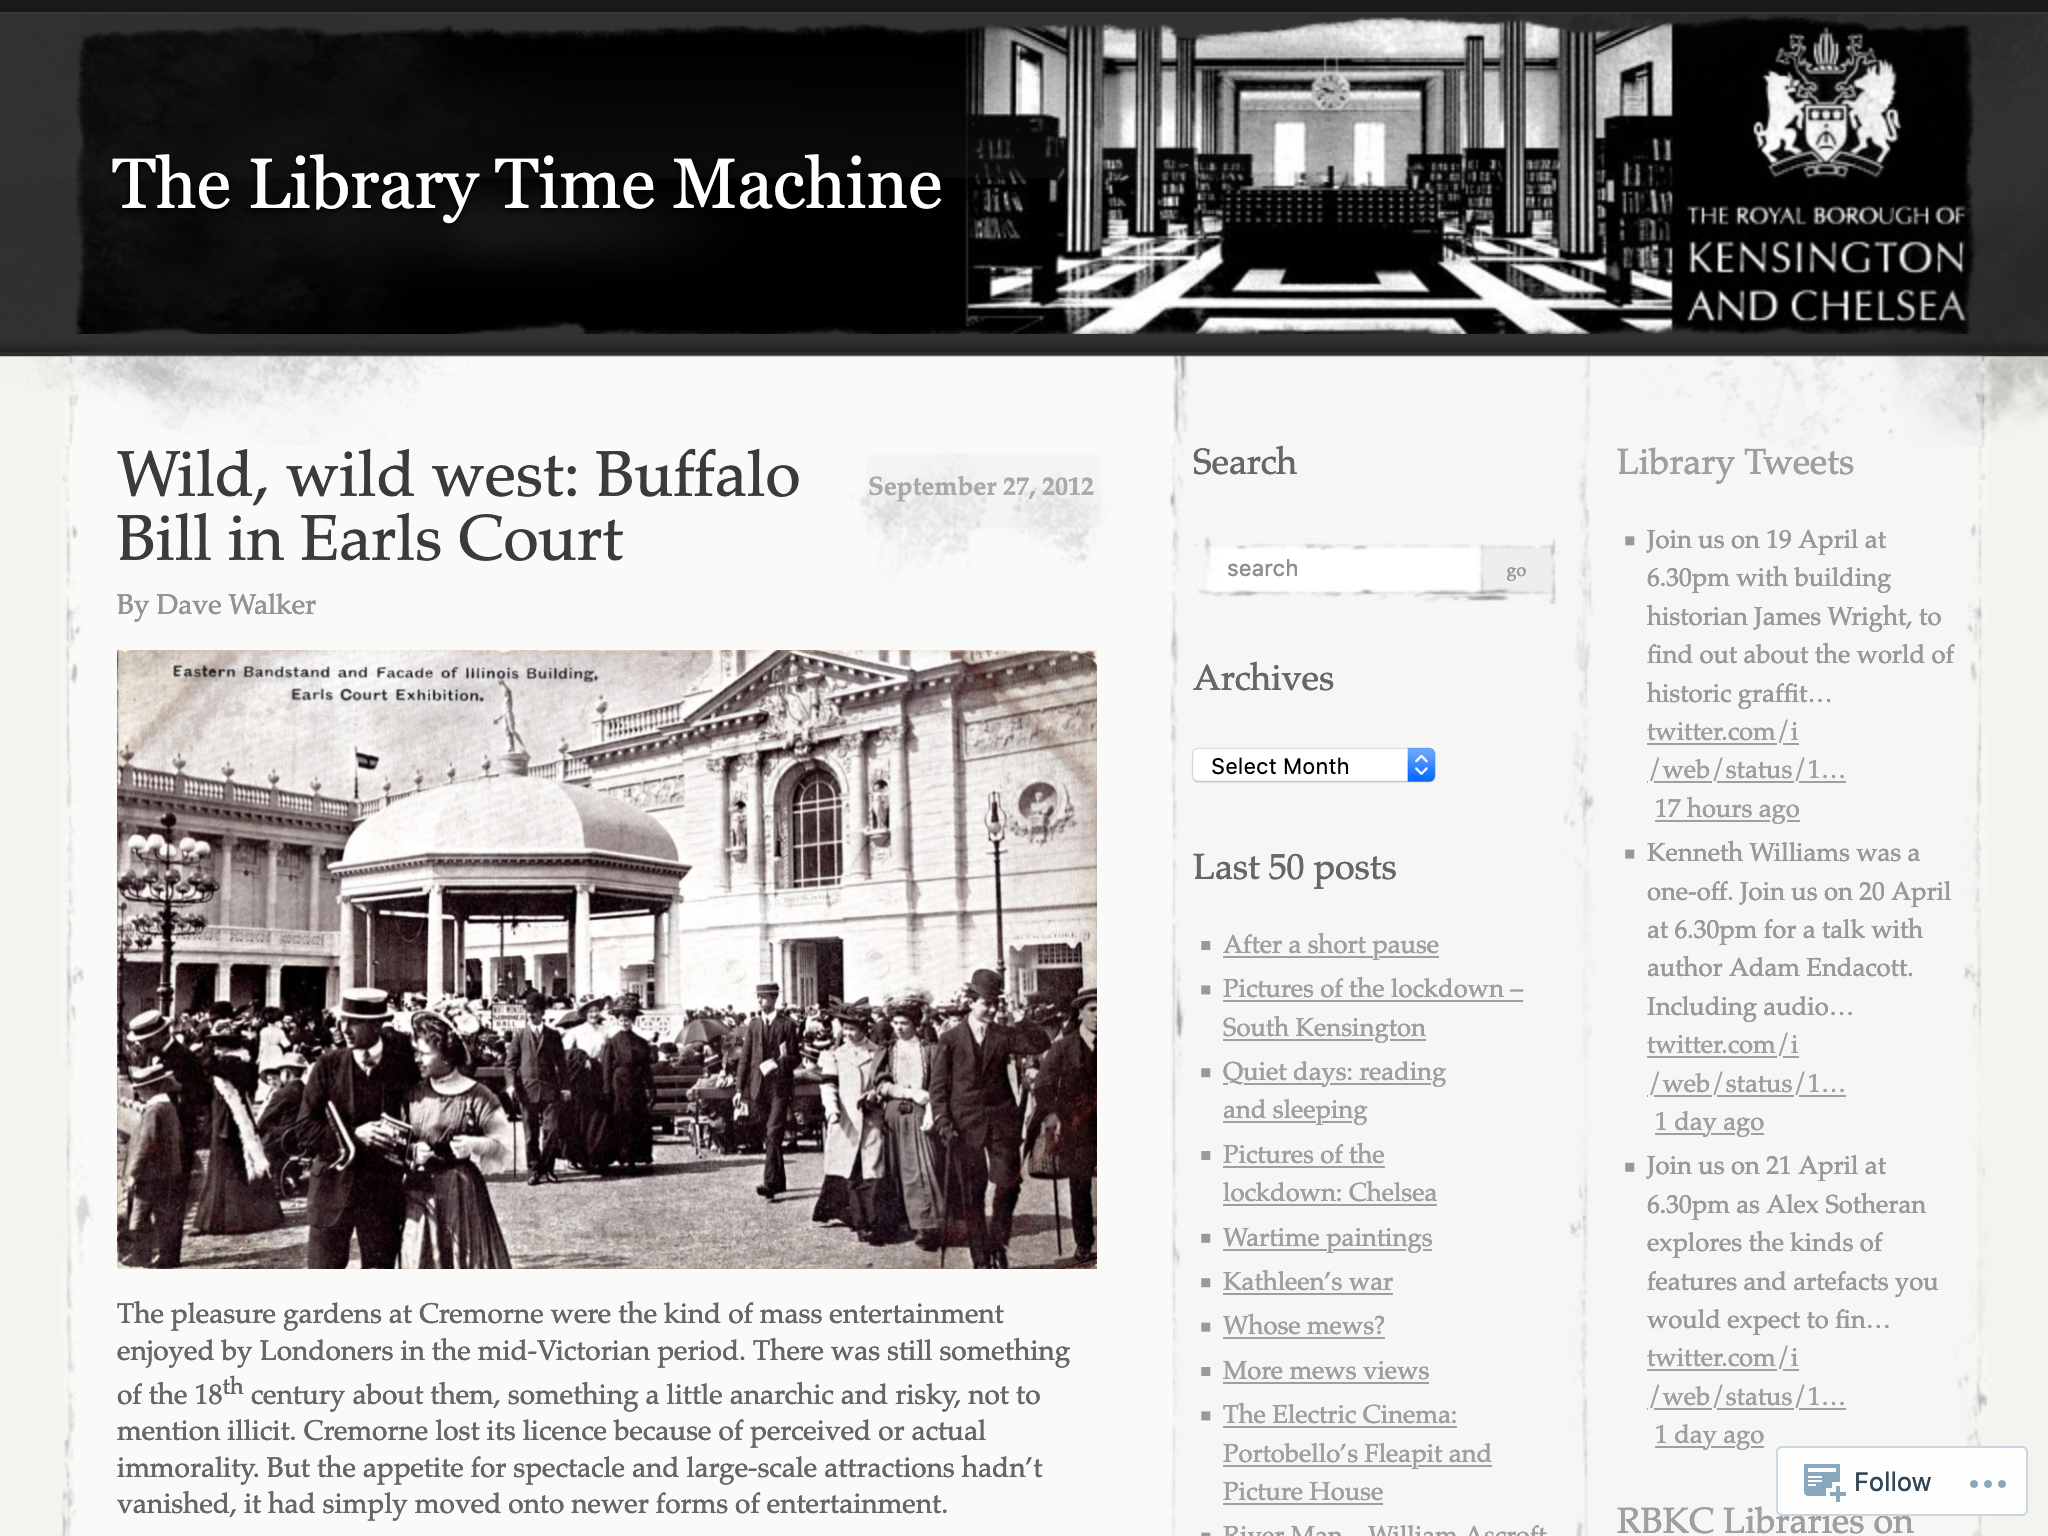 The Library Time Machine
THE ROYAL BOROUGH OF
KENSINGTON
AND CHELSEA
Wild, wild west: Buffalo
Bill in Earls Court
September 27, 2012
By Dave Walker
Eastern Bandstand and Facade of Illinois Building,
Earls Court Exhibition.
The pleasure gardens at Cremorne were the kind of mass entertainment
enjoyed by Londoners in the mid-Victorian period. There was still something
of the 18th century about them, something a little anarchic and risky, not to
mention illicit. Cremorne lost its licence because of perceived or actual
immorality. But the appetite for spectacle and large-scale attractions hadn’t
vanished, it had simply moved onto newer forms of entertainment.
Search
search
go
Archives
Select Month
Last 50 posts
After a short pause
Pictures of the lockdown –
South Kensington
Quiet days: reading
and sleeping
Pictures of the
lockdown: Chelsea
Wartime paintings
Kathleen’s war
Whose mews?
More mews views
The Electric Cinema:
Portobello’s Fleapit and
Picture House
River Man – William Ascroft
Library Tweets
Join us on 19 April at
6.30pm with building
historian James Wright, to
find out about the world of
historic graffit…
twitter.com/i
/web/status/1…
17 hours ago
Kenneth Williams was a
one-off. Join us on 20 April
at 6.30pm for a talk with
author Adam Endacott.
Including audio…
twitter.com/i
/web/status/1…
1 day ago
Join us on 21 April at
6.30pm as Alex Sotheran
explores the kinds of
features and artefacts you
would expect to fin…
twitter.com/i
/web/status/1…
1 day ago
RBKC Libraries on
Follow